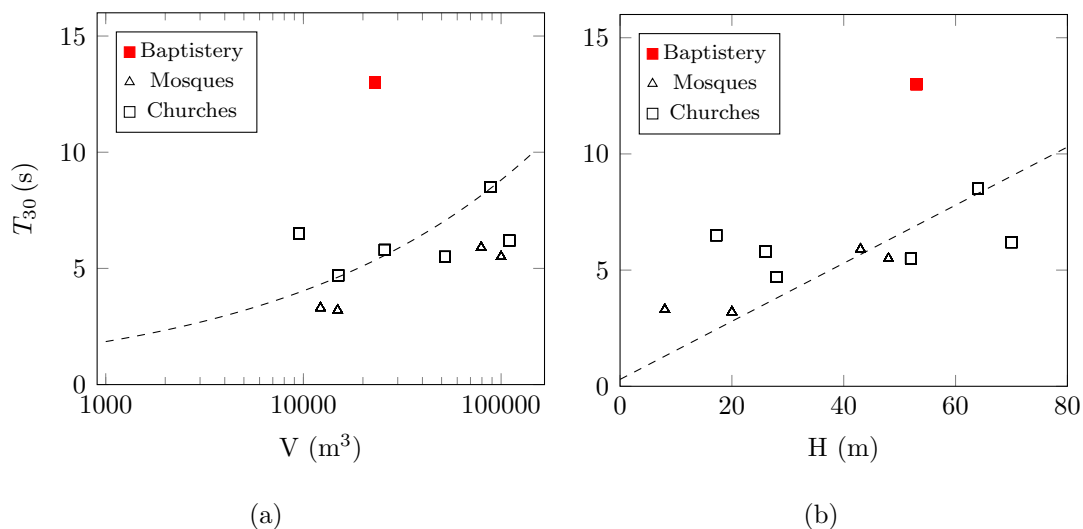 15
10
5
0
T₃₀ (s)
Baptistery
Mosques
Churches
1000
10000
100000
V (m³)
(a)
15
10
5
0
Baptistery
Mosques
Churches
0
20
40
60
80
H (m)
(b)